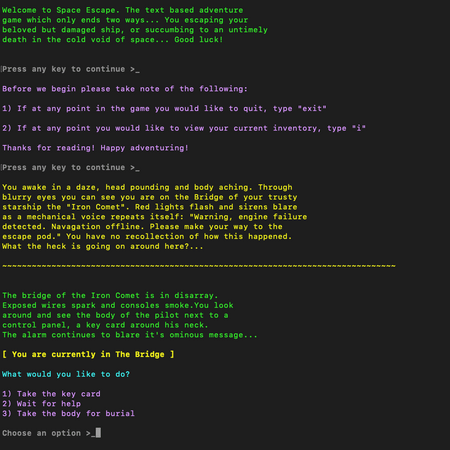 Welcome to Space Escape. The text based adventure
game which only ends two ways... You escaping your
beloved but damaged ship, or succumbing to an untimely
death in the cold void of space... Good luck!
Press any key to continue >_
Before we begin please take note of the following:
1) If at any point in the game you would like to quit, type "exit"
2) If at any point you would like to view your current inventory, type "i"
Thanks for reading! Happy adventuring!
Press any key to continue >_
You awake in a daze, head pounding and body aching. Through
blurry eyes you can see you are on the Bridge of your trusty
starship the "Iron Comet". Red lights flash and sirens blare
as a mechanical voice repeats itself: "Warning, engine failure
detected. Navagation offline. Please make your way to the
escape pod." You have no recollection of how this happened.
What the heck is going on around here?...
~~~~~~~~~~~~~~~~~~~~~~~~~~~~~~~~~~~~~~~~~~~~~~~~~~~~~~~~~~~~~~~~~~~~~~~~~~~~~~~
The bridge of the Iron Comet is in disarray.
Exposed wires spark and consoles smoke.You look
around and see the body of the pilot next to a
control panel, a key card around his neck.
The alarm continues to blare it's ominous message...
[ You are currently in The Bridge ]
What would you like to do?
1) Take the key card
2) Wait for help
3) Take the body for burial
Choose an option >_